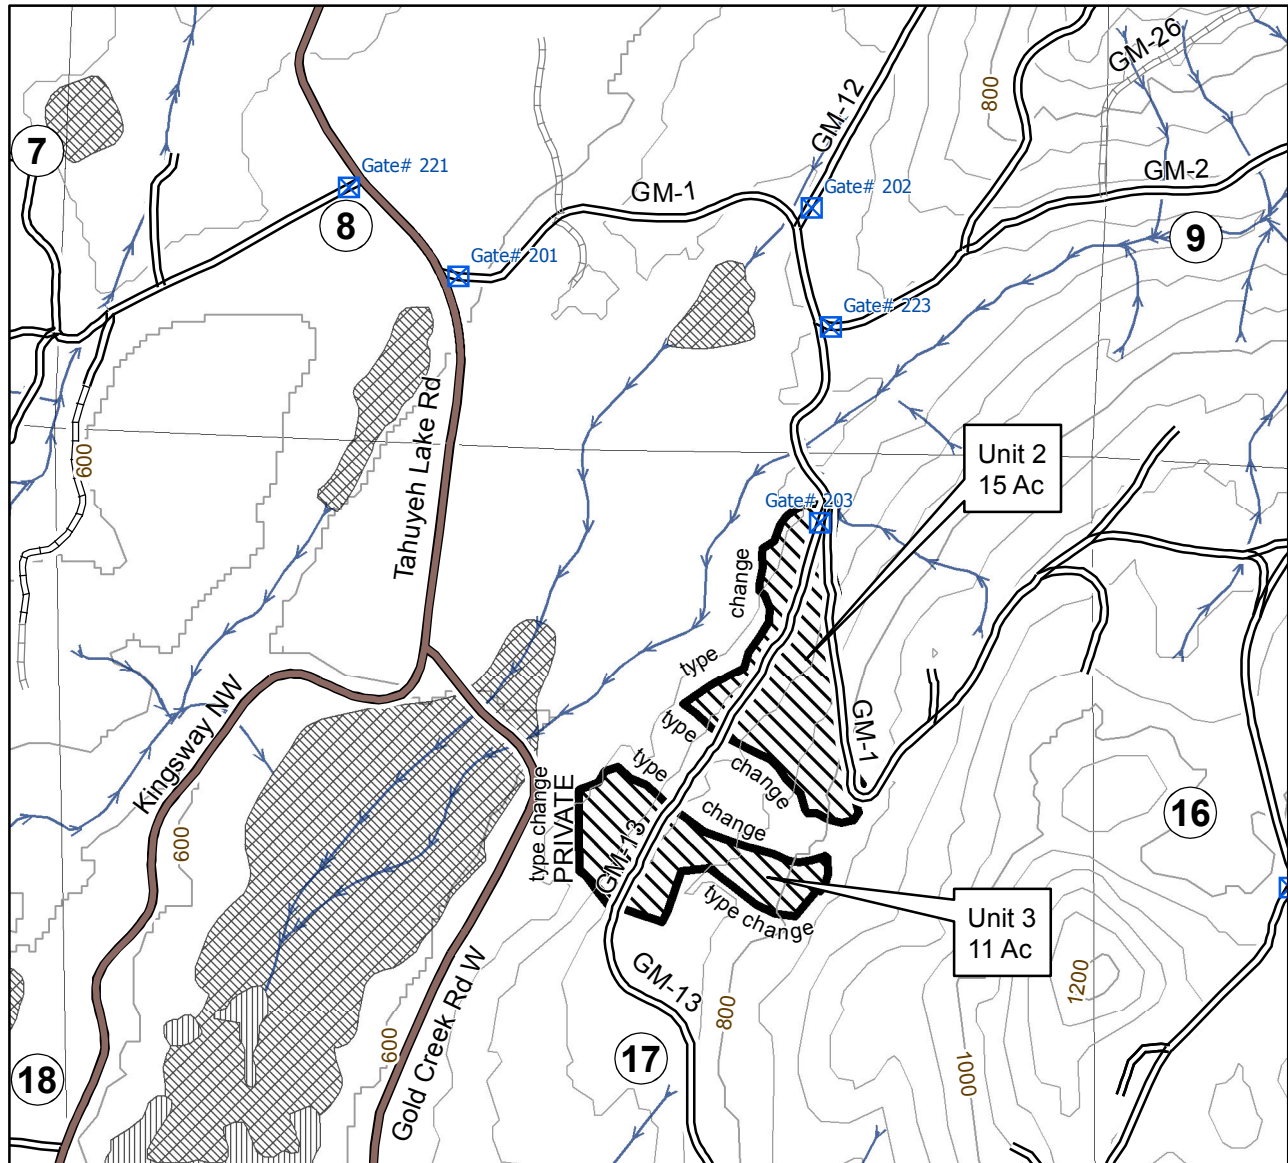 GM-26
800
GM-12
7
Gate# 221
GM-2
GM-1
Gate# 202
8
9
Gate# 201
Gate# 223
Tahuyeh Lake Rd
600
Unit 2
15 Ac
Gate# 203
change
type
Kingsway NW
type
GM-1
type
change
type change
PRIVATE
change
16
600
GM-13
type change
Unit 3
11 Ac
GM-13
1200
800
Gold Creek Rd W
600
17
1000
18